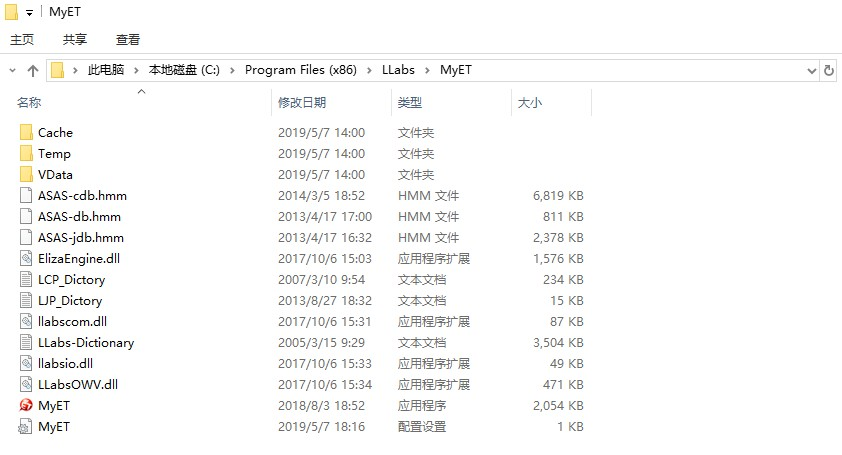 MyET
主页 共享 查看
此电脑 本地磁盘 (C:) Program Files (x86) LLabs MyET
名称 修改日期 类型 大小
Cache 2019/5/7 14:00 文件夹
Temp 2019/5/7 14:00 文件夹
VData 2019/5/7 14:00 文件夹
ASAS-cdb.hmm 2014/3/5 18:52 HMM 文件 6,819 KB
ASAS-db.hmm 2013/4/17 17:00 HMM 文件 811 KB
ASAS-jdb.hmm 2013/4/17 16:32 HMM 文件 2,378 KB
ElizaEngine.dll 2017/10/6 15:03 应用程序扩展 1,576 KB
LCP_Dictory 2007/3/10 9:54 文本文档 234 KB
LJP_Dictory 2013/8/27 18:32 文本文档 15 KB
llabscom.dll 2017/10/6 15:31 应用程序扩展 87 KB
LLabs-Dictionary 2005/3/15 9:29 文本文档 3,504 KB
llabsio.dll 2017/10/6 15:33 应用程序扩展 49 KB
LLabsOWV.dll 2017/10/6 15:34 应用程序扩展 471 KB
MyET 2018/8/3 18:52 应用程序 2,054 KB
MyET 2019/5/7 18:16 配置设置 1 KB